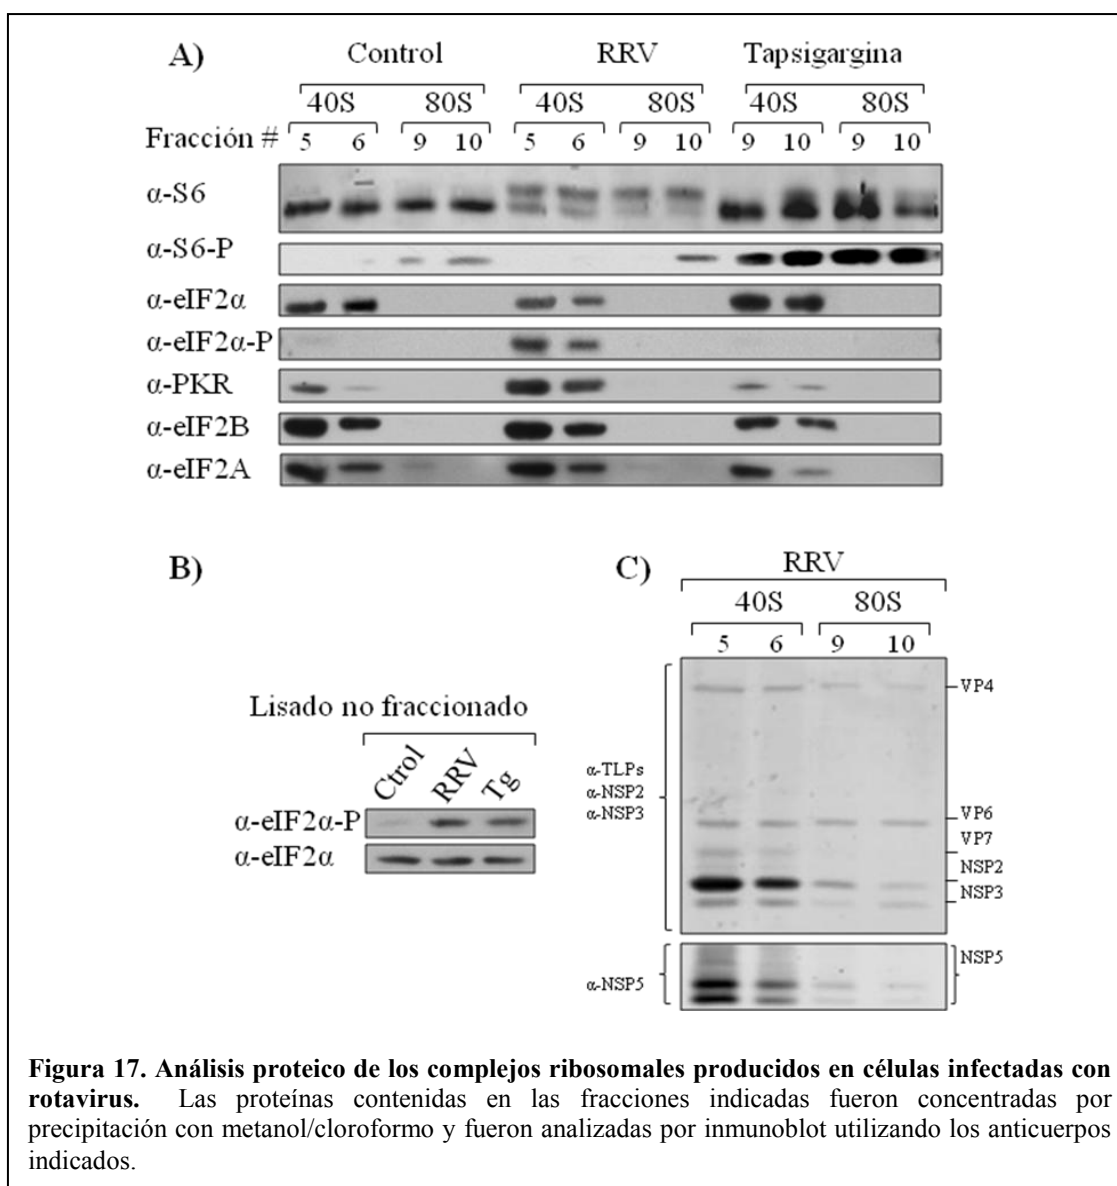 A)
Control RRV Tapsigargina
40S 80S 40S 80S 40S 80S
Fracción # 5 6 9 10 5 6 9 10 9 10 9 10
α-S6
α-S6-P
α-eIF2α
α-eIF2α-P
α-PKR
α-eIF2B
α-eIF2A
B)
Lisado no fraccionado
Ctrol RRV Tg
α-eIF2α-P
α-eIF2α
C)
RRV
40S 80S
5 6 9 10
VP4
α-TLPs
α-NSP2
α-NSP3
VP6
VP7
NSP2
NSP3
α-NSP5
NSP5
Figura 17. Análisis proteico de los complejos ribosomales producidos en células infectadas con
rotavirus. Las proteínas contenidas en las fracciones indicadas fueron concentradas por
precipitación con metanol/cloroformo y fueron analizadas por inmunoblot utilizando los anticuerpos
indicados.